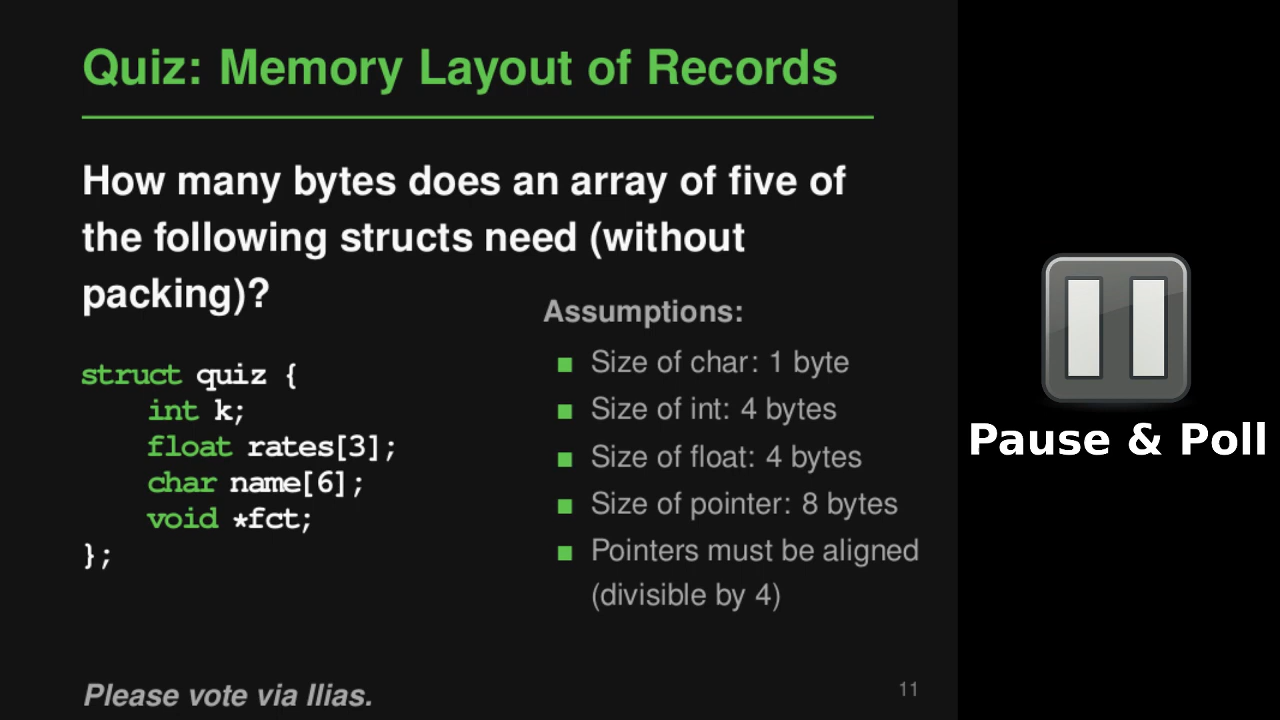 Quiz: Memory Layout of Records
How many bytes does an array of five of
the following structs need (without
packing)?
struct quiz {
    int k;
    float rates[3];
    char name[6];
    void *fct;
};
Assumptions:
■ Size of char: 1 byte
■ Size of int: 4 bytes
■ Size of float: 4 bytes
■ Size of pointer: 8 bytes
■ Pointers must be aligned
(divisible by 4)
Please vote via Ilias.
11
Pause & Poll